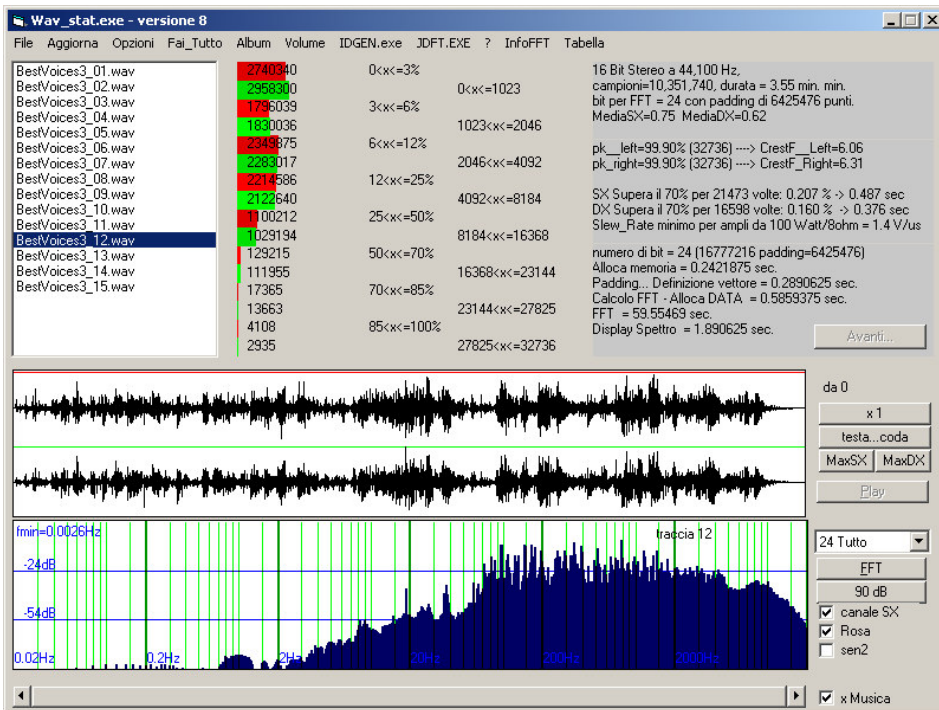 Wav_stat.exe - versione 8
File Aggiorna Opzioni Fai_Tutto Album Volume IDGEN.exe JDFT.EXE ? InfoFFT Tabella
BestVoices3_01.wav
BestVoices3_02.wav
BestVoices3_03.wav
BestVoices3_04.wav
BestVoices3_05.wav
BestVoices3_06.wav
BestVoices3_07.wav
BestVoices3_08.wav
BestVoices3_09.wav
BestVoices3_10.wav
BestVoices3_11.wav
BestVoices3_12.wav
BestVoices3_13.wav
BestVoices3_14.wav
BestVoices3_15.wav
2740340 0<x<=3%
2958300 0<x<=1023
1796039 3<x<=6%
1830036 1023<x<=2046
2349875 6<x<=12%
2283017 2046<x<=4092
2214586 12<x<=25%
2122640 4092<x<=8184
1100212 25<x<=50%
1029194 8184<x<=16368
129215 50<x<=70%
111955 16368<x<=23144
17365 70<x<=85%
13663 23144<x<=27825
4108 85<x<=100%
2935 27825<x<=32736
16 Bit Stereo a 44,100 Hz,
campioni=10,351,740, durata = 3.55 min. min.
bit per FFT = 24 con padding di 6425476 punti.
MediaSX=0.75 MediaDX=0.62
pk__left=99.90% (32736) ----> CrestF__Left=6.06
pk_right=99.90% (32736) ----> CrestF_Right=6.31
SX Supera il 70% per 21473 volte: 0.207 % -> 0.487 sec
DX Supera il 70% per 16598 volte: 0.160 % -> 0.376 sec
Slew_Rate minimo per ampli da 100 Watt/8ohm = 1.4 V/us
numero di bit = 24 (16777216 padding=6425476)
Alloca memoria = 0.2421875 sec.
Padding... Definizione vettore = 0.2890625 sec.
Calcolo FFT - Alloca DATA = 0.5859375 sec.
FFT = 59.55469 sec.
Display Spettro = 1.890625 sec.
Avanti...
da 0
x 1
testa...coda
MaxSX MaxDX
Play
fmin=0.0026Hz traccia 12
-24dB
-54dB
0.02Hz 0.2Hz 2Hz 20Hz 200Hz 2000Hz
24 Tutto
FFT
90 dB
canale SX
Rosa
sen2
x Musica